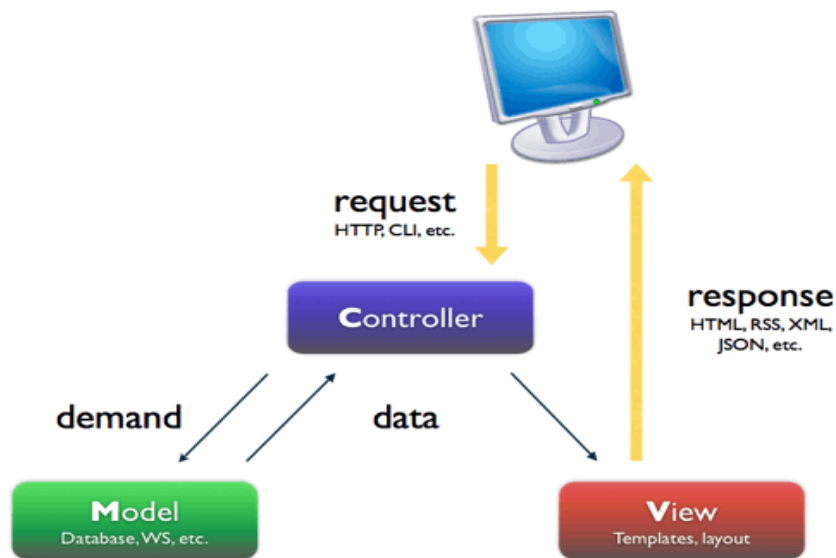 request
HTTP, CLI, etc.
response
HTML, RSS, XML,
JSON, etc.
Controller
demand
data
Model
Database, WS, etc.
View
Templates, layout